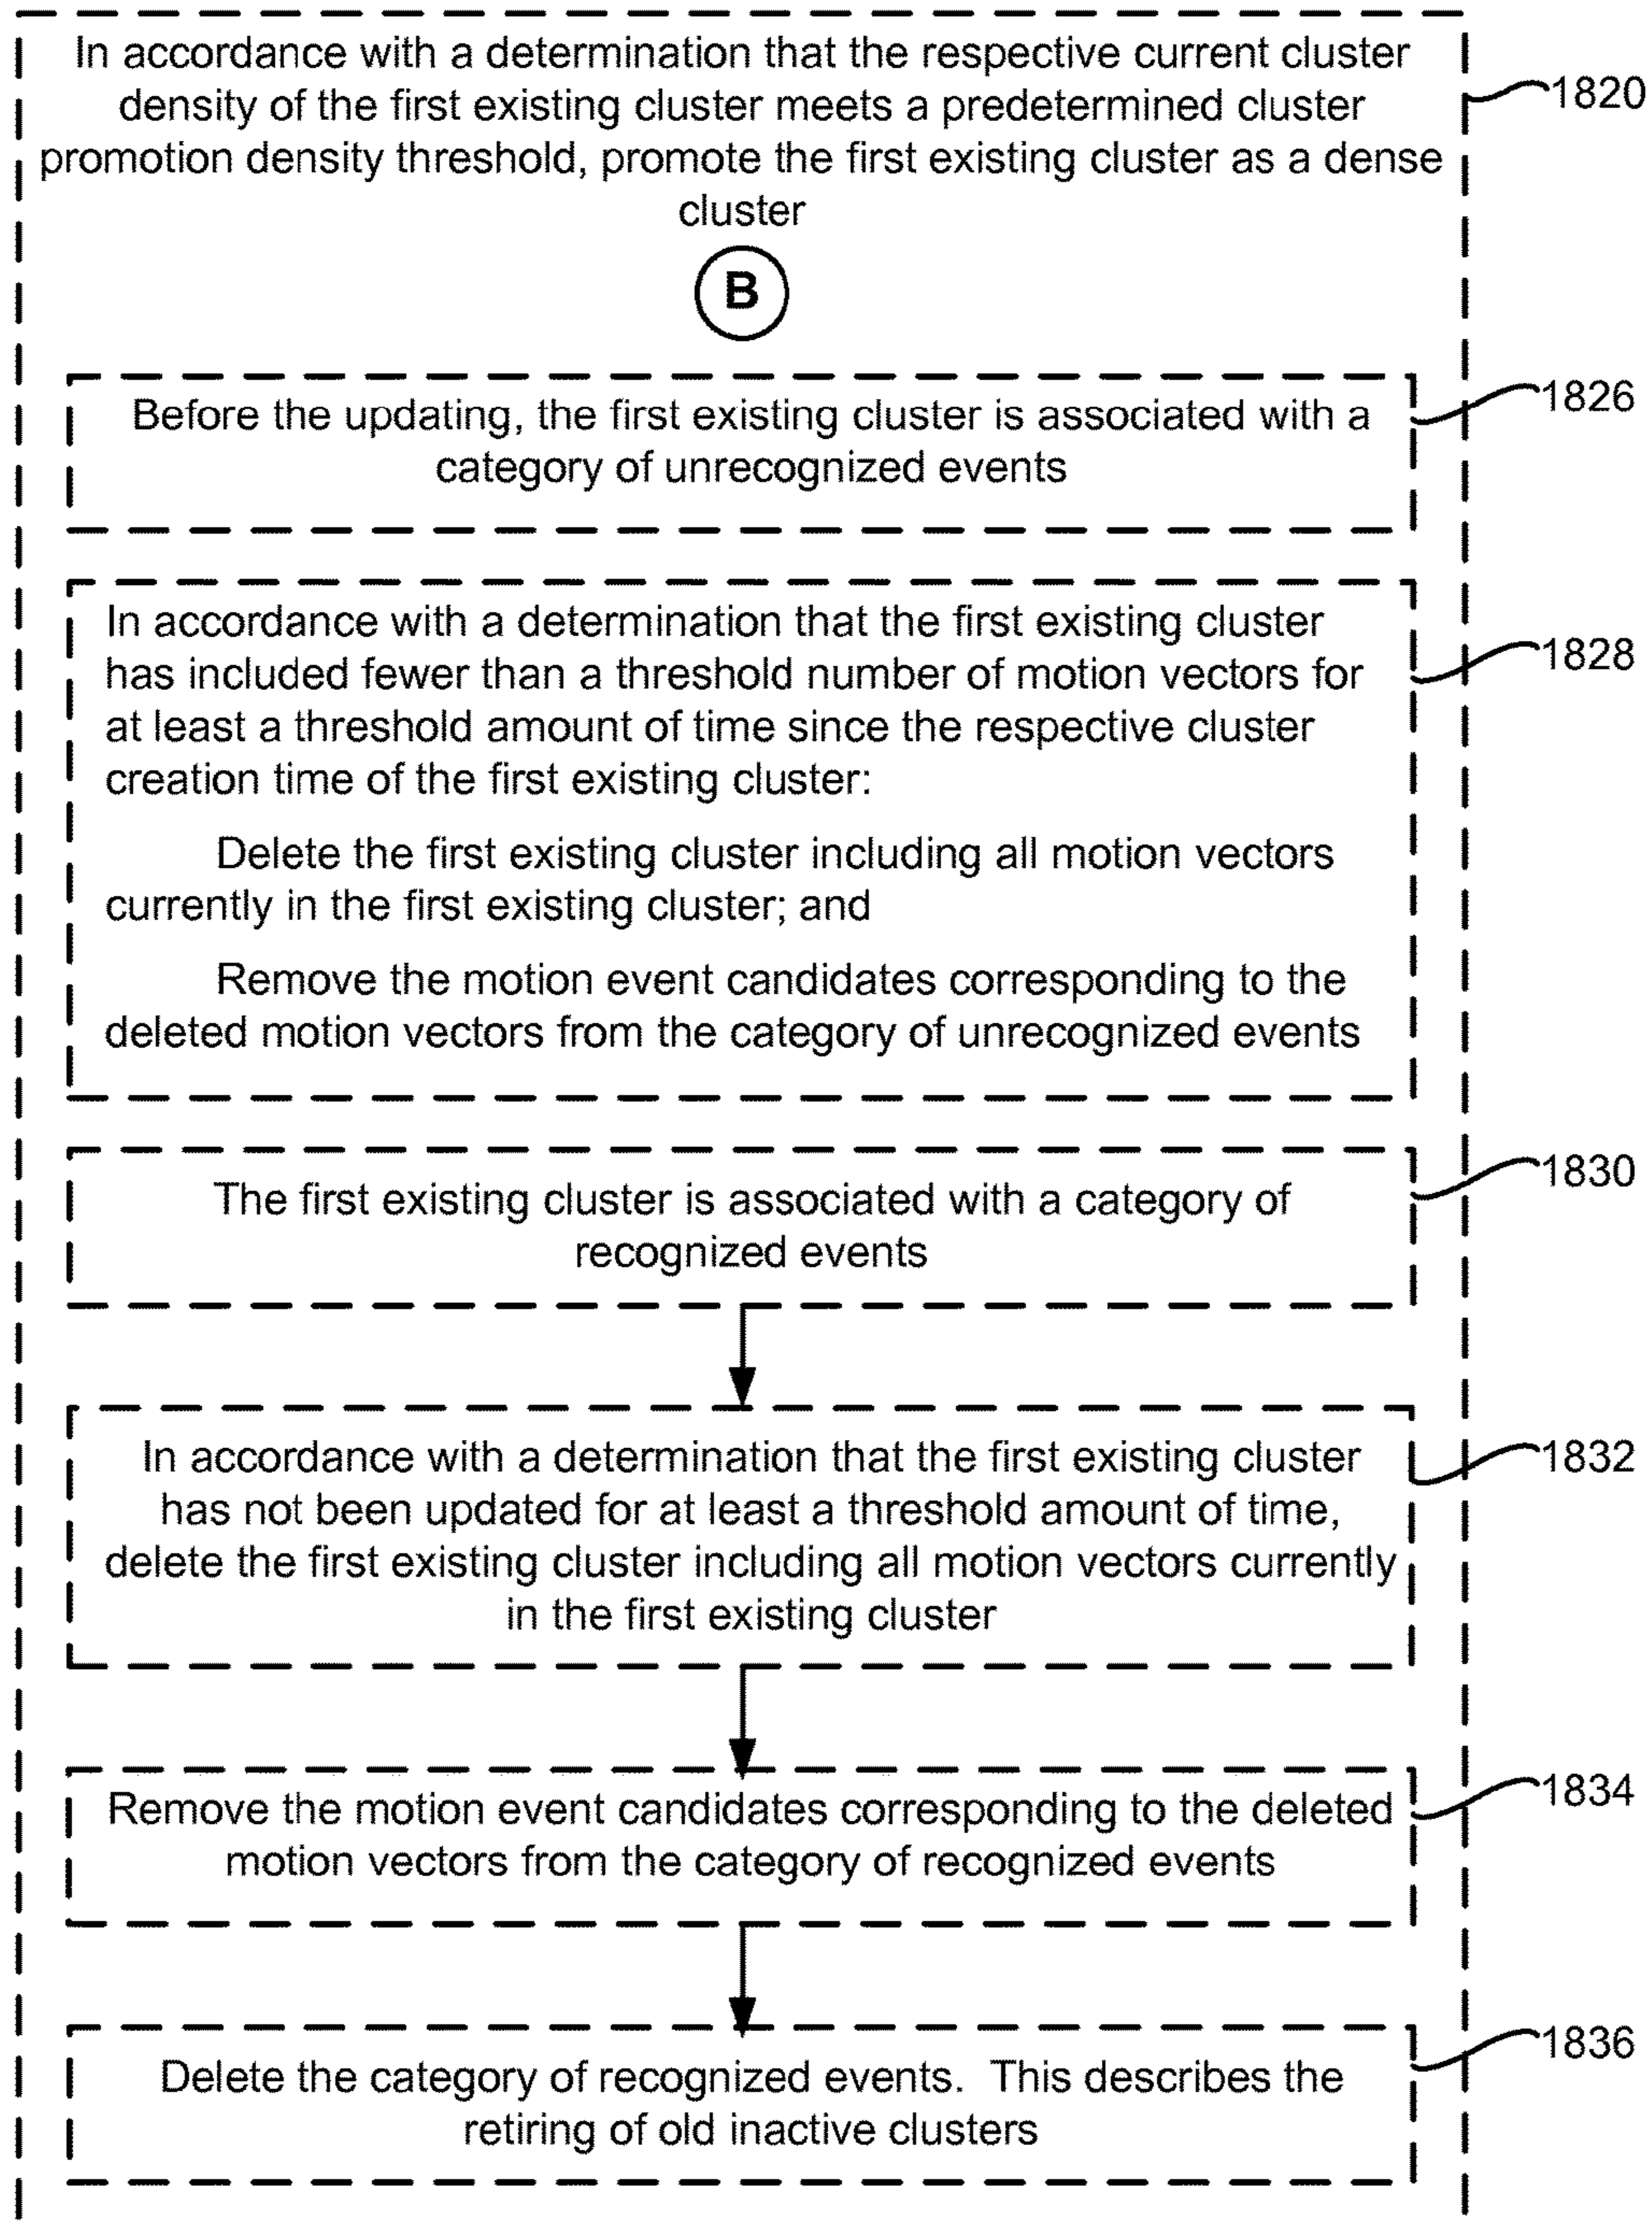 In accordance with a determination that the respective current cluster
density of the first existing cluster meets a predetermined cluster
promotion density threshold, promote the first existing cluster as a dense
cluster
1820
B
Before the updating, the first existing cluster is associated with a
category of unrecognized events
1826
In accordance with a determination that the first existing cluster
has included fewer than a threshold number of motion vectors for
at least a threshold amount of time since the respective cluster
creation time of the first existing cluster:
Delete the first existing cluster including all motion vectors
currently in the first existing cluster; and
Remove the motion event candidates corresponding to the
deleted motion vectors from the category of unrecognized events
1828
The first existing cluster is associated with a category of
recognized events
1830
In accordance with a determination that the first existing cluster
has not been updated for at least a threshold amount of time,
delete the first existing cluster including all motion vectors currently
in the first existing cluster
1832
Remove the motion event candidates corresponding to the deleted
motion vectors from the category of recognized events
1834
Delete the category of recognized events.  This describes the
retiring of old inactive clusters
1836